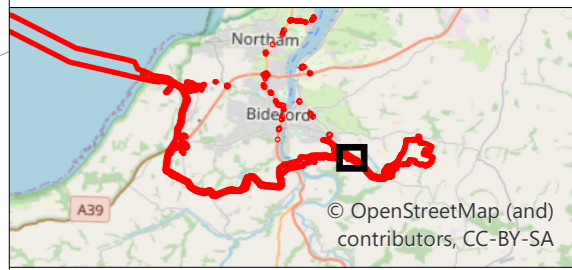 Northam
Bideford
A39
© OpenStreetMap (and)
contributors, CC-BY-SA